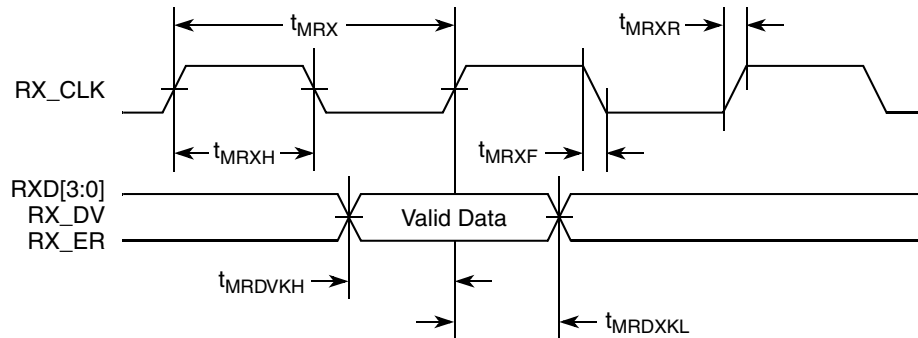 tMRX
tMRXR
RX_CLK
tMRXH
tMRXF
RXD[3:0]
RX_DV
Valid Data
RX_ER
tMRDVKH
tMRDXKL